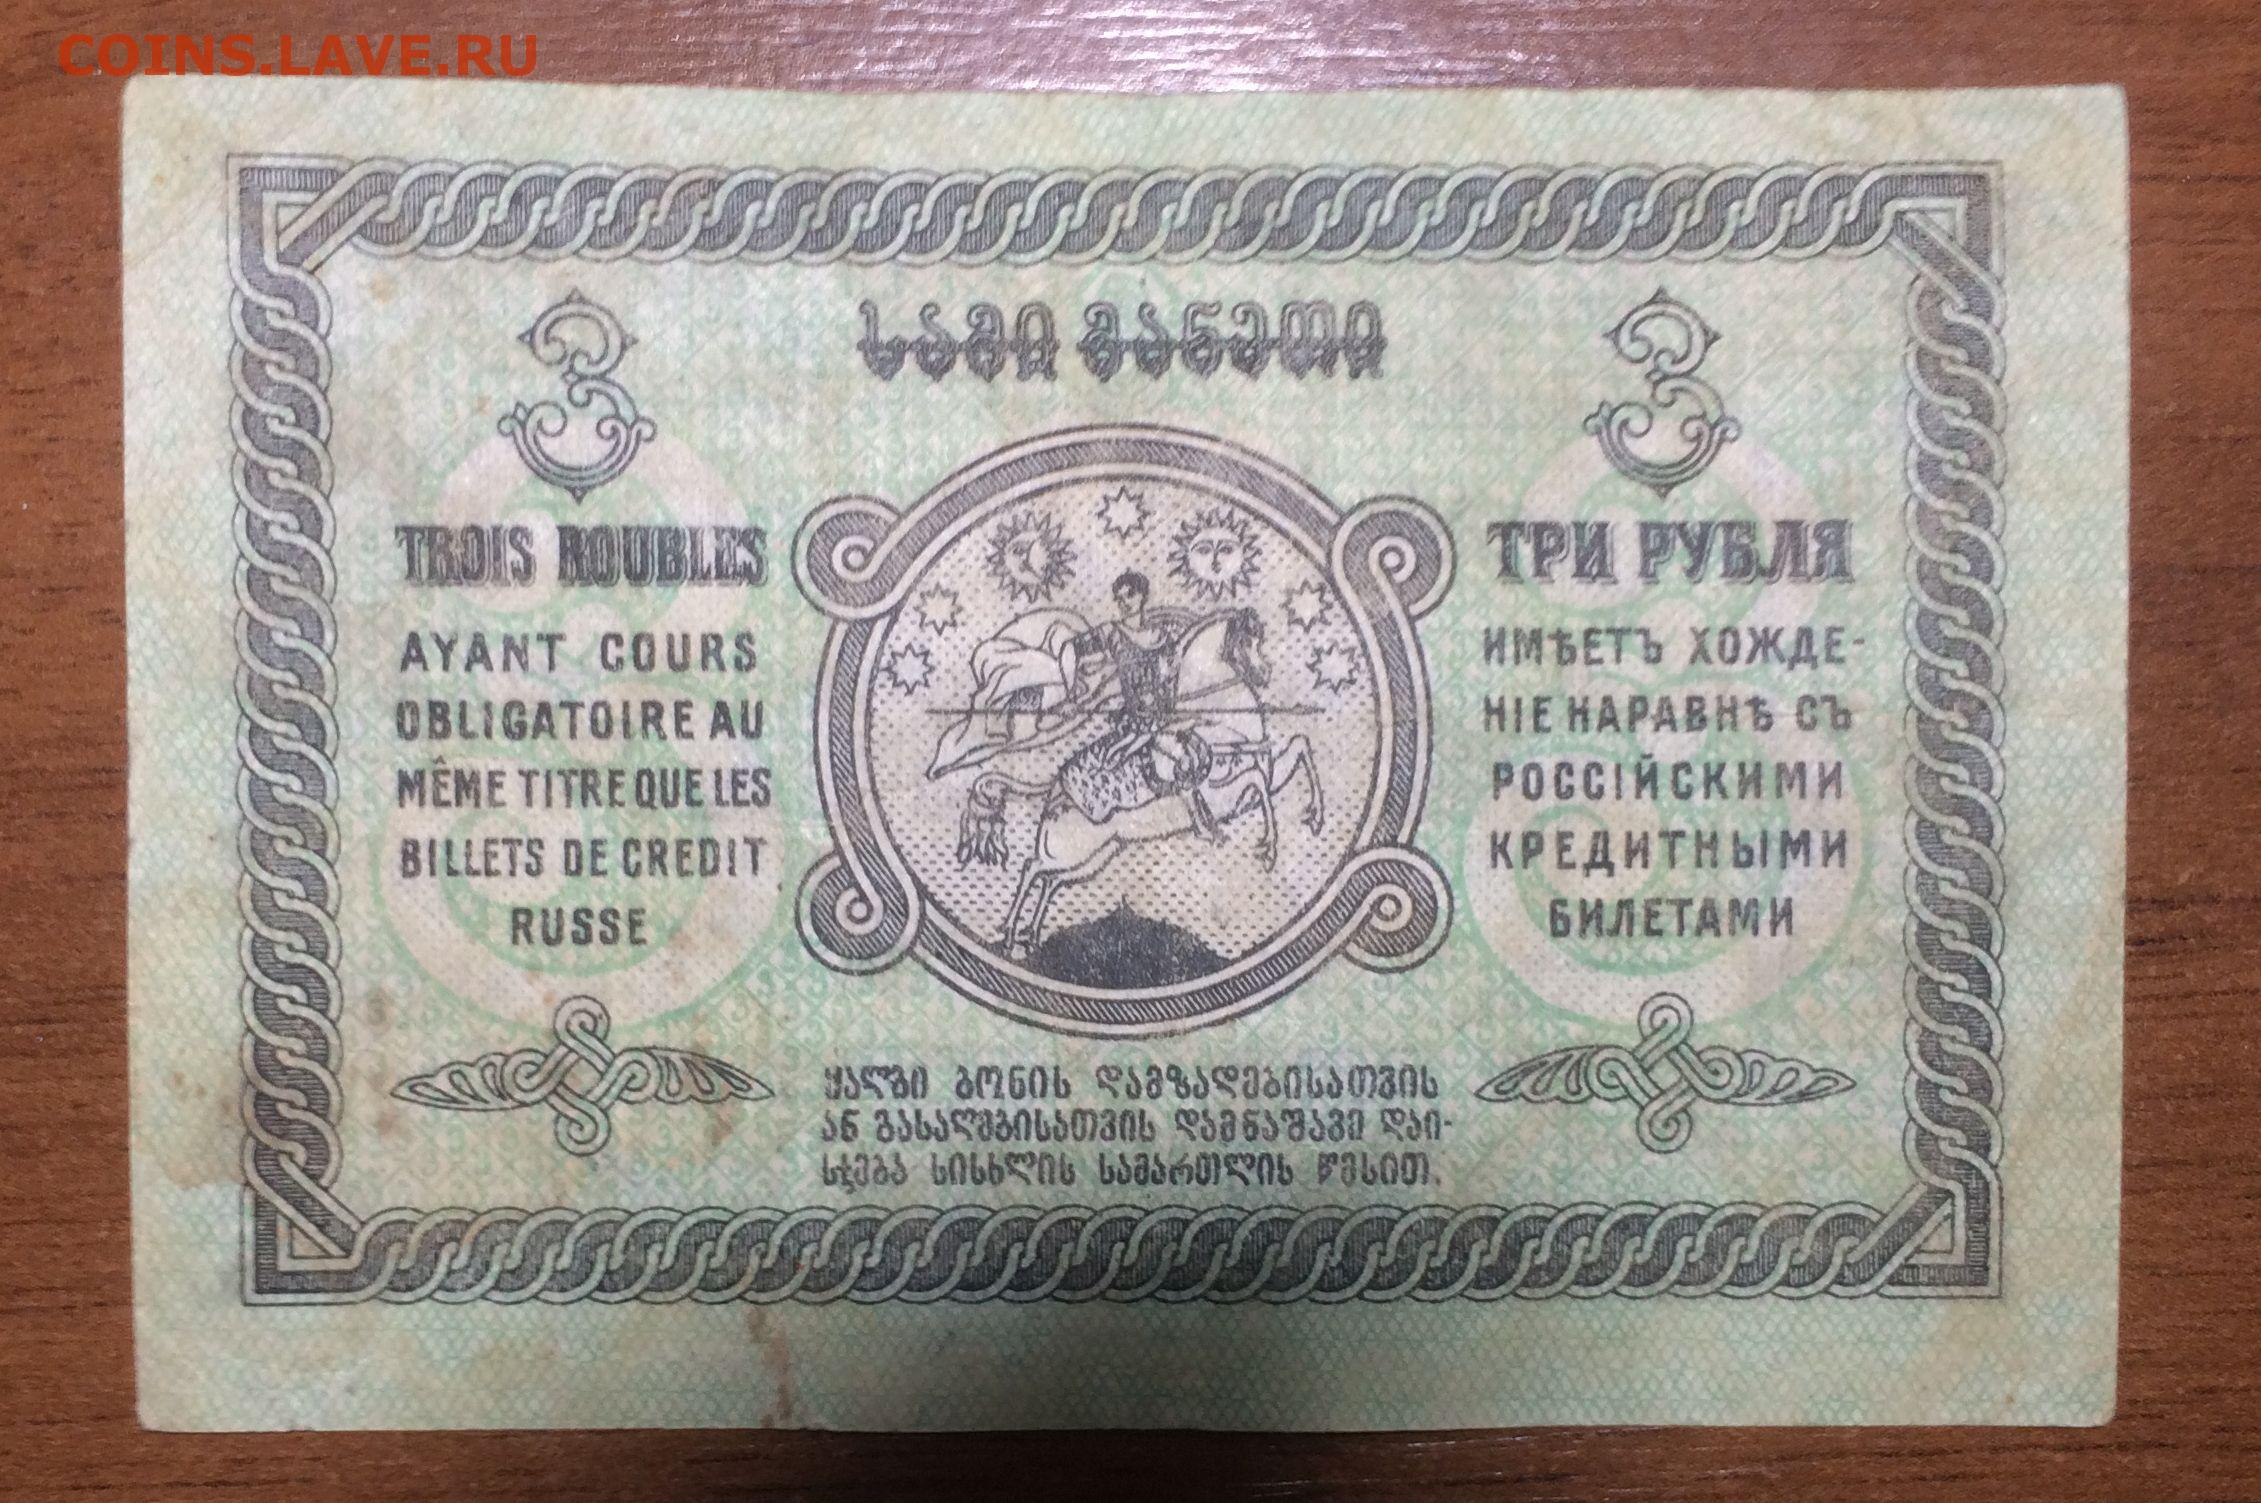 COINS.LAVE.RU
3
ᲡᲐᲛᲘ ᲛᲐᲜᲔᲗᲘ
3
TROIS ROUBLES
AYANT COURS
OBLIGATOIRE AU
MÊME TITRE QUE LES
BILLETS DE CREDIT
RUSSE
ТРИ РУБЛЯ
ИМѢЕТЪ ХОЖДЕ-
НІЕ НАРАВНѢ СЪ
РОССІЙСКИМИ
КРЕДИТНЫМИ
БИЛЕТАМИ
ყალბი ბონის დამზადებისათვის
ან გასაღებისათვის დამნაშავე დაი-
სჯება სისხლის სამართლის წესით.